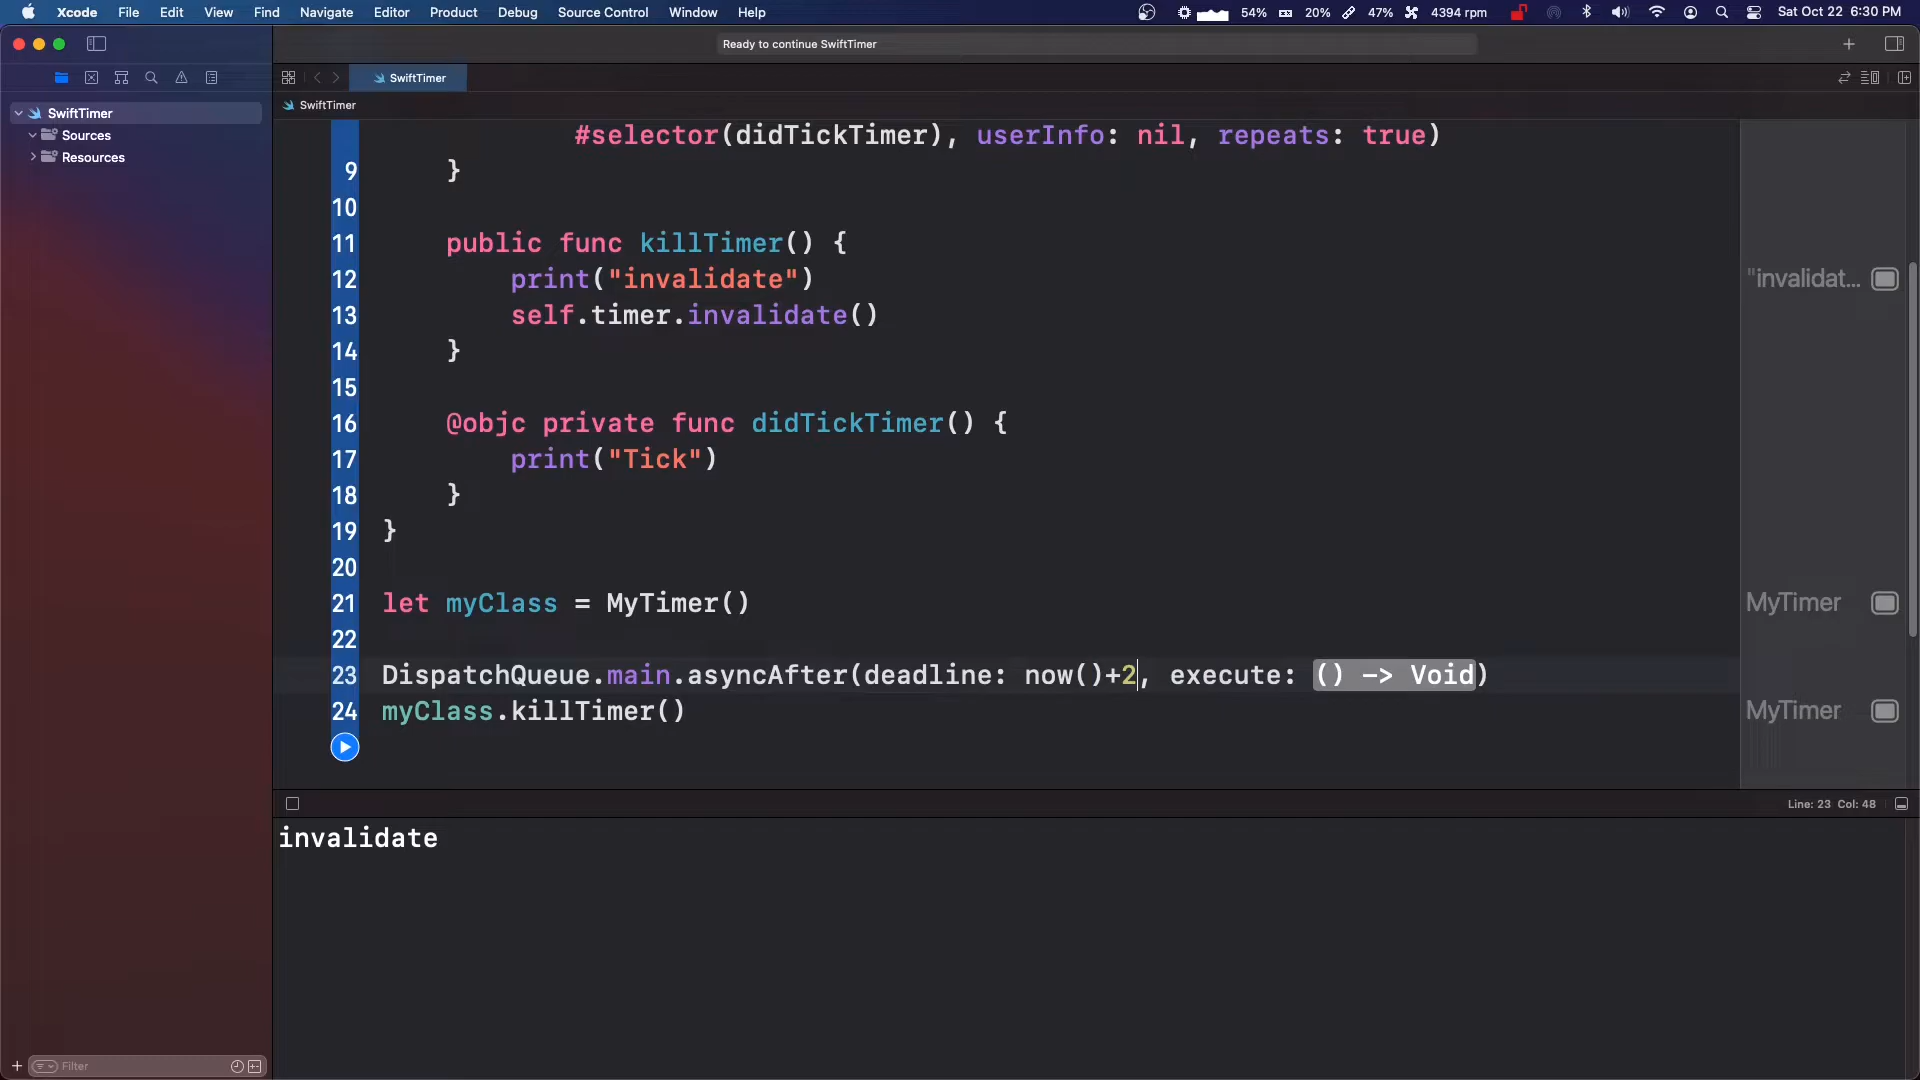 Xcode File Edit View Find Navigate Editor Product Debug Source Control Window Help 54% 20% 47% 4394 rpm Sat Oct 22 6:30 PM
Ready to continue SwiftTimer
SwiftTimer
SwiftTimer
SwiftTimer
Sources
Resources
#selector(didTickTimer), userInfo: nil, repeats: true)
9 }
10
11 public func killTimer() {
12 print("invalidate") "invalidat...
13 self.timer.invalidate()
14 }
15
16 @objc private func didTickTimer() {
17 print("Tick")
18 }
19 }
20
21 let myClass = MyTimer() MyTimer
22
23 DispatchQueue.main.asyncAfter(deadline: now()+2, execute: () -> Void)
24 myClass.killTimer() MyTimer
Line: 23 Col: 48
invalidate
Filter